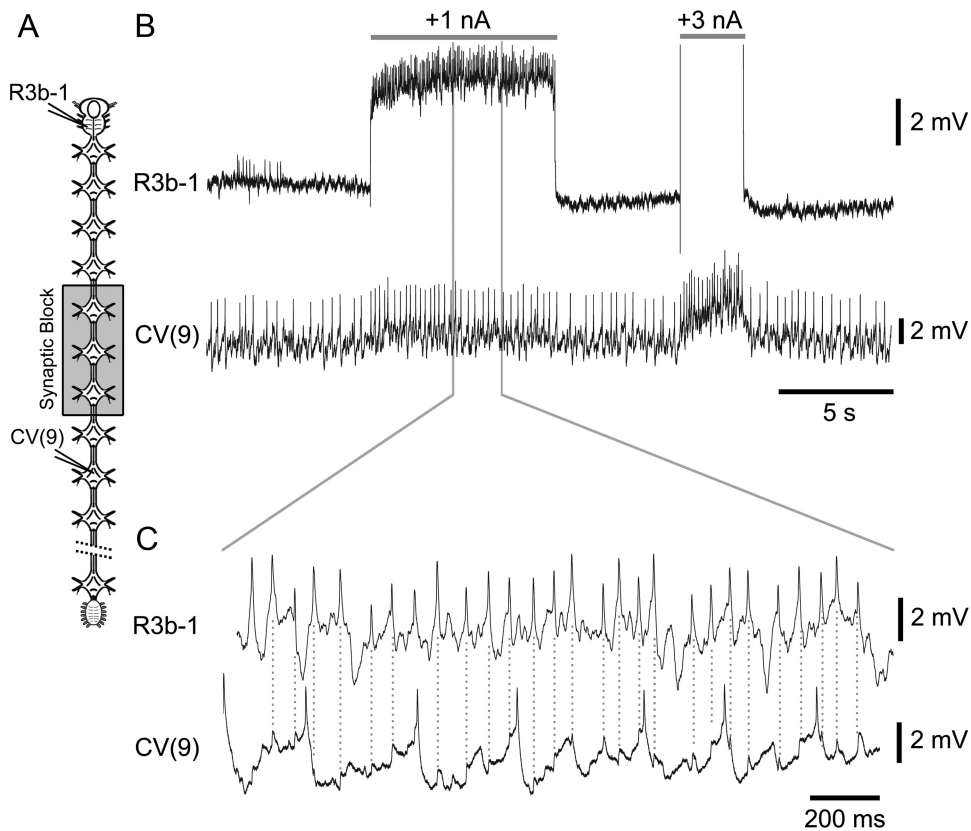 A
B
+1 nA
+3 nA
R3b-1
2 mV
R3b-1
Synaptic Block
CV(9)
2 mV
5 s
CV(9)
C
R3b-1
2 mV
CV(9)
2 mV
200 ms